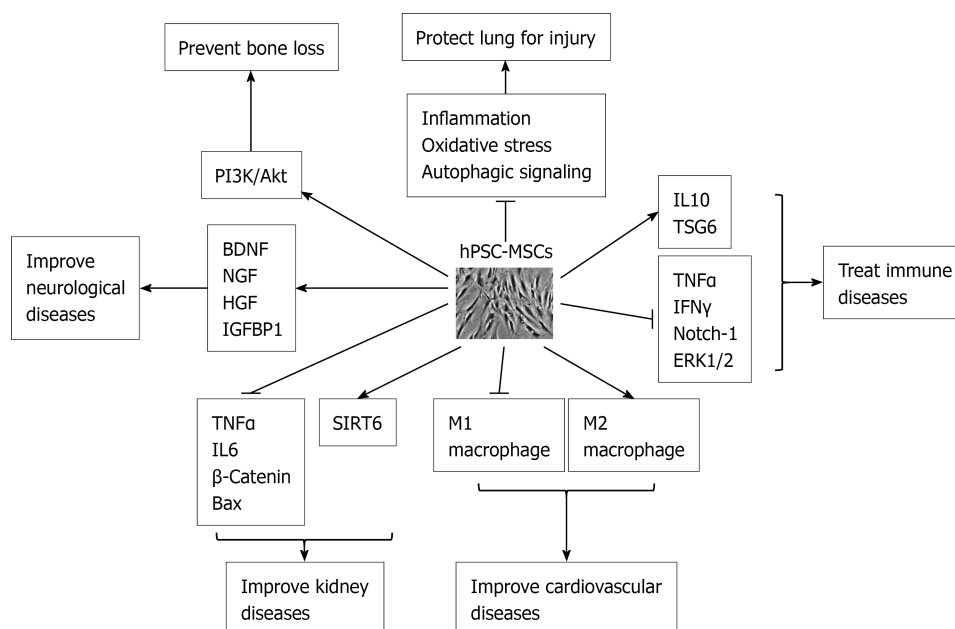 Prevent bone loss
Protect lung for injury
Inflammation
Oxidative stress
Autophagic signaling
PI3K/Akt
IL10
TSG6
hPSC-MSCs
BDNF
NGF
HGF
IGFBP1
Improve
neurological
diseases
TNFα
IFNγ
Notch-1
ERK1/2
Treat immune
diseases
TNFα
IL6
β-Catenin
Bax
SIRT6
M1
macrophage
M2
macrophage
Improve kidney
diseases
Improve cardiovascular
diseases